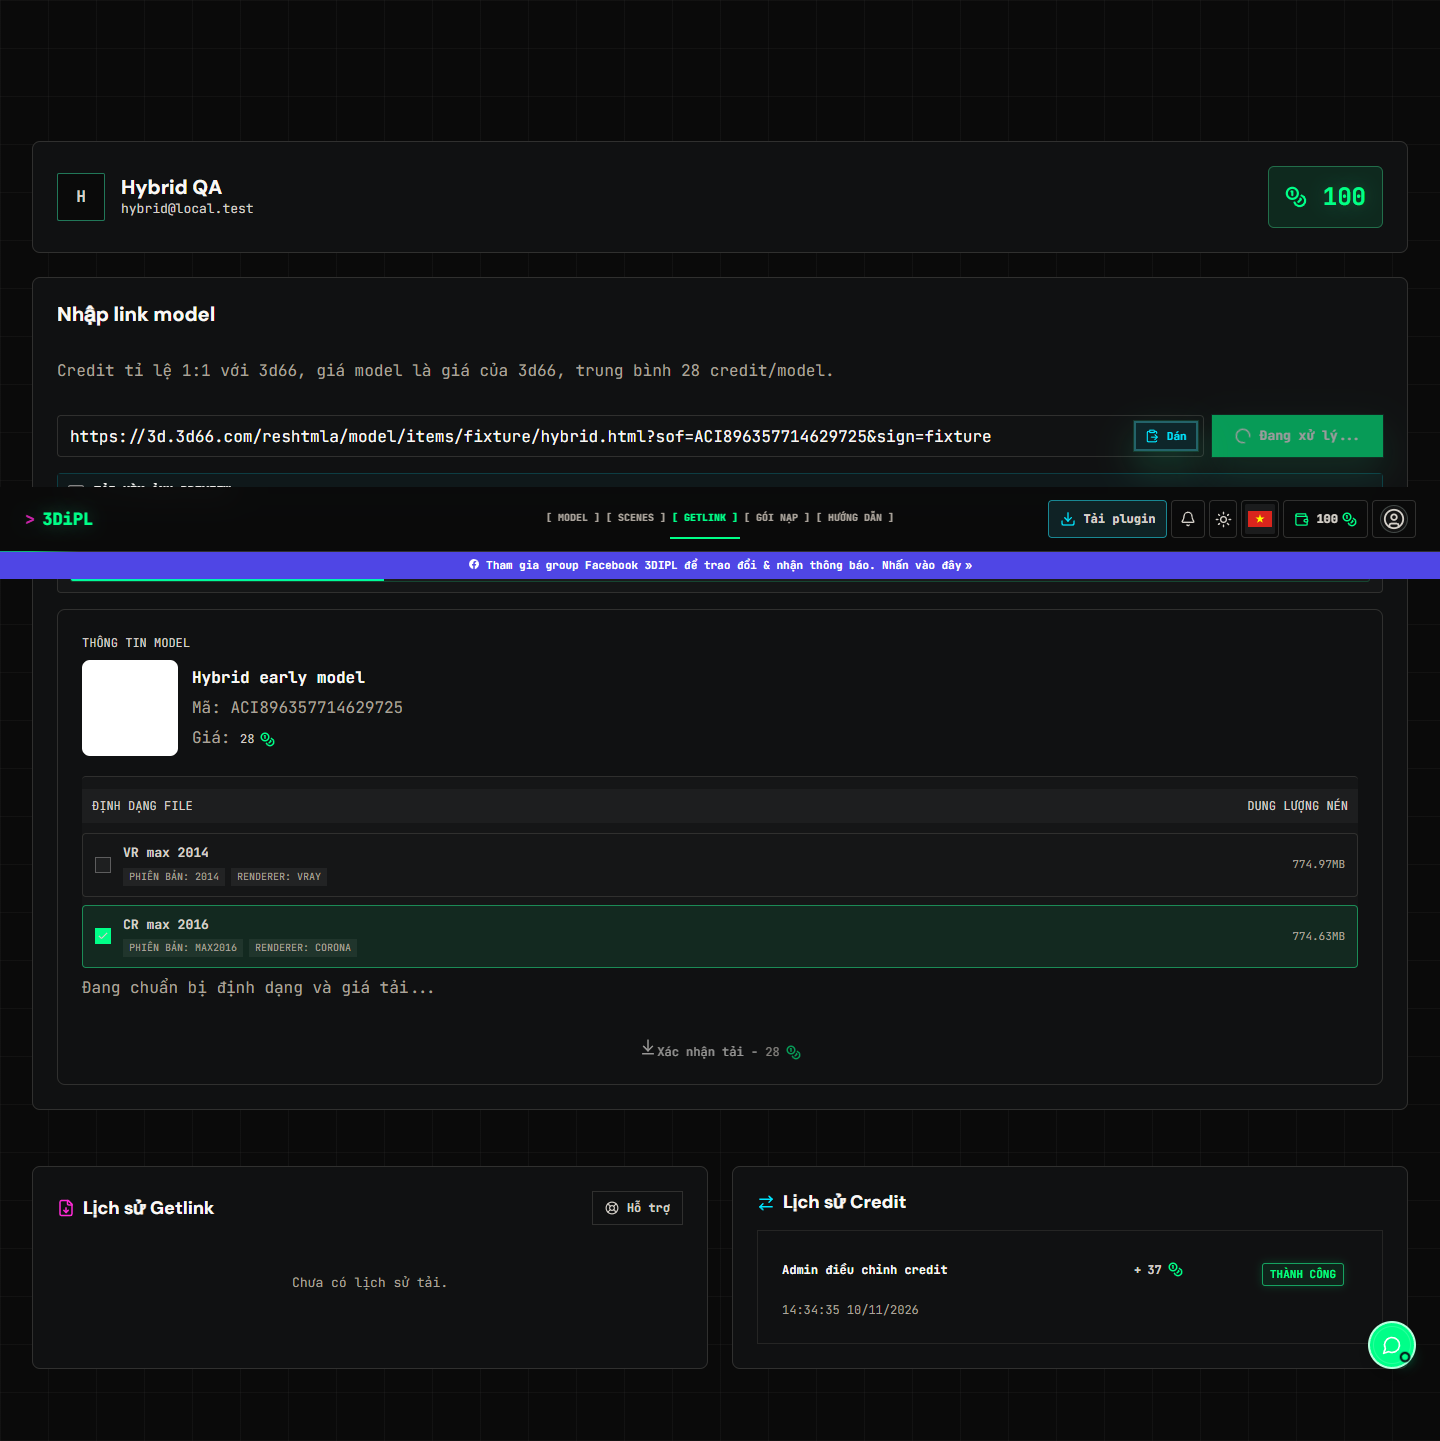 H
Hybrid QA
hybrid@local.test
100
Nhập link model
Credit tỉ lệ 1:1 với 3d66, giá model là giá của 3d66, trung bình 28 credit/model.
https://3d.3d66.com/reshtmla/model/items/fixture/hybrid.html?sof=ACI896357714629725&sign=fixture
Dán
Đang xử lý...
> 3DiPL
[ MODEL ] [ SCENES ] [ GETLINK ] [ GÓI NẠP ] [ HƯỚNG DẪN ]
Tải plugin
100
Tham gia group Facebook 3DIPL để trao đổi & nhận thông báo. Nhấn vào đây »
THÔNG TIN MODEL
Hybrid early model
Mã: ACI896357714629725
Giá: 28
ĐỊNH DẠNG FILE
DUNG LƯỢNG NÉN
VR max 2014
PHIÊN BẢN: 2014
RENDERER: VRAY
774.97MB
CR max 2016
PHIÊN BẢN: MAX2016
RENDERER: CORONA
774.63MB
Đang chuẩn bị định dạng và giá tải...
Xác nhận tải - 28
Lịch sử Getlink
Hỗ trợ
Chưa có lịch sử tải.
Lịch sử Credit
Admin điều chỉnh credit
+ 37
THÀNH CÔNG
14:34:35 10/11/2026